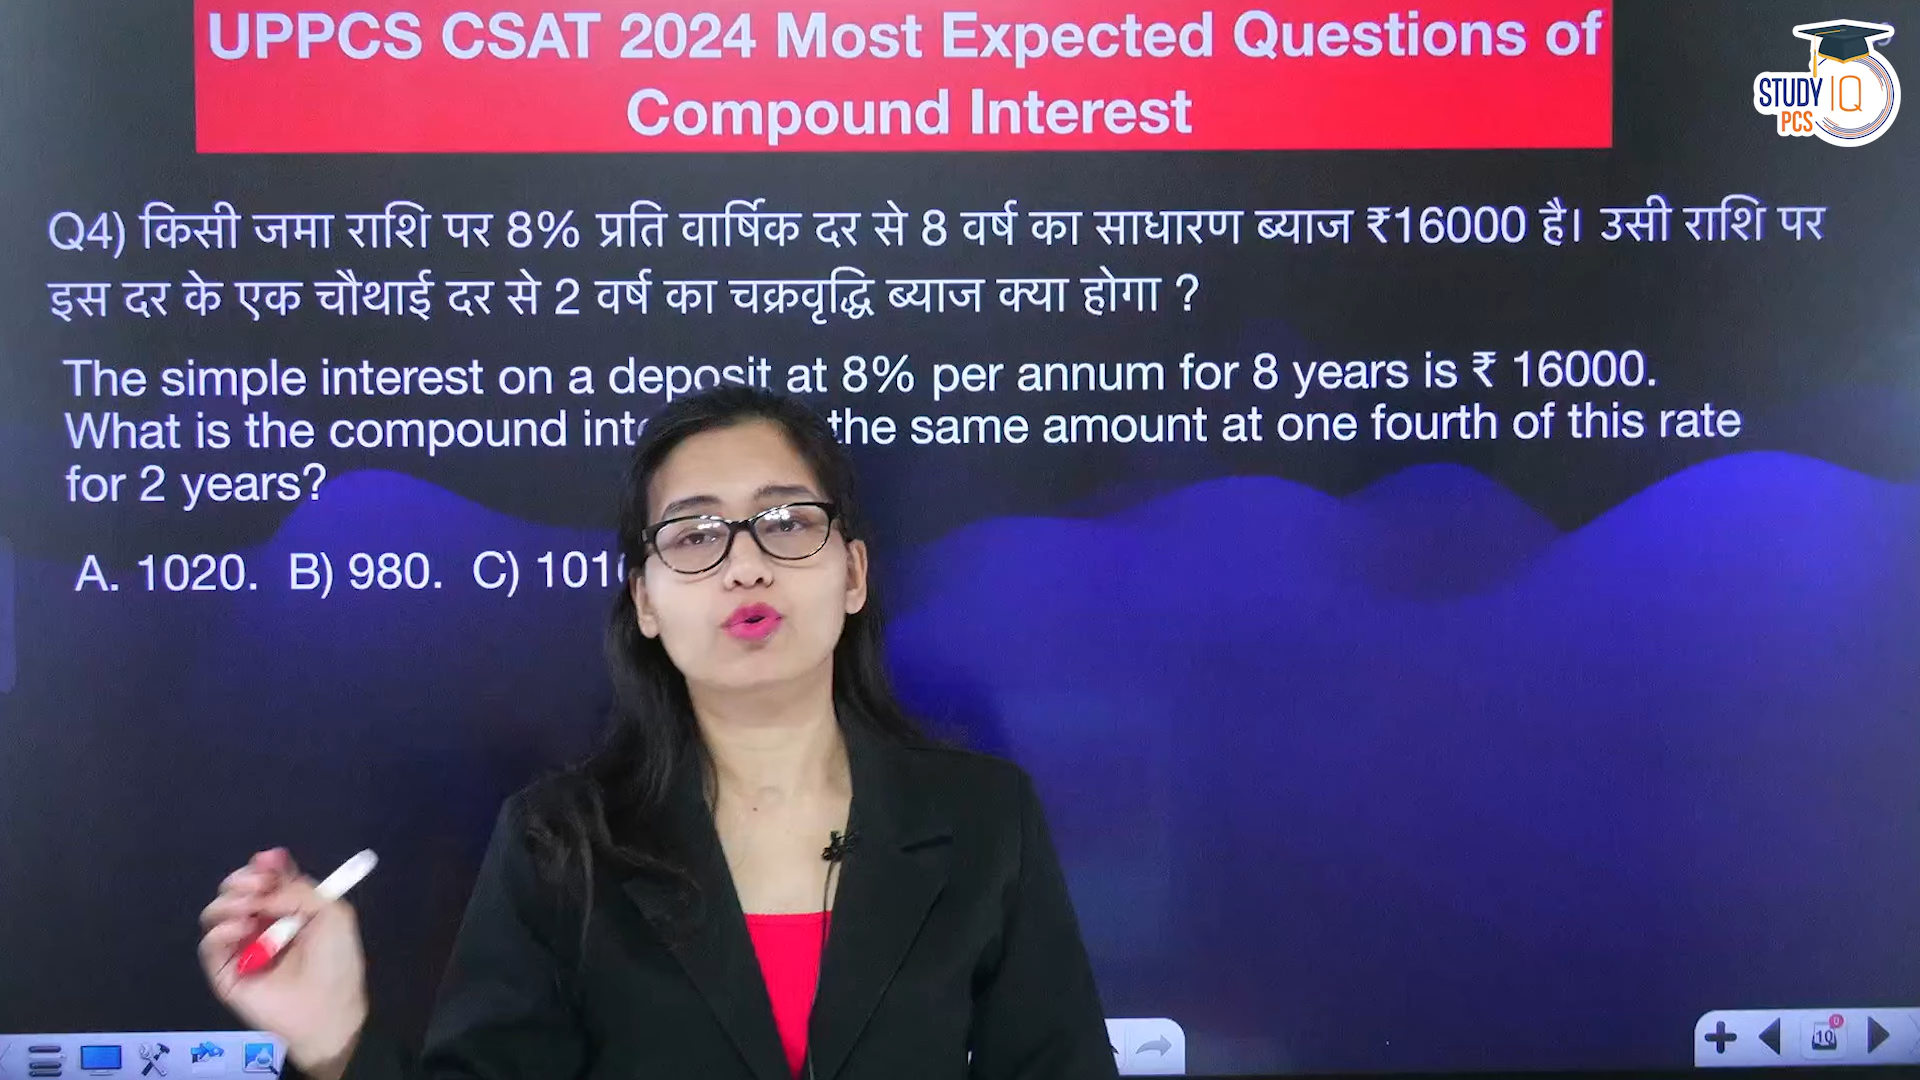 UPPCS CSAT 2024 Most Expected Questions of
Compound Interest
STUDY IQ
PCS
Q4) किसी जमा राशि पर 8% प्रति वार्षिक दर से 8 वर्ष का साधारण ब्याज ₹16000 है। उसी राशि पर
इस दर के एक चौथाई दर से 2 वर्ष का चक्रवृद्धि ब्याज क्या होगा ?
The simple interest on a deposit at 8% per annum for 8 years is ₹ 16000.
What is the compound the same amount at one fourth of this rate
for 2 years?
A. 1020. B) 980. C)
10